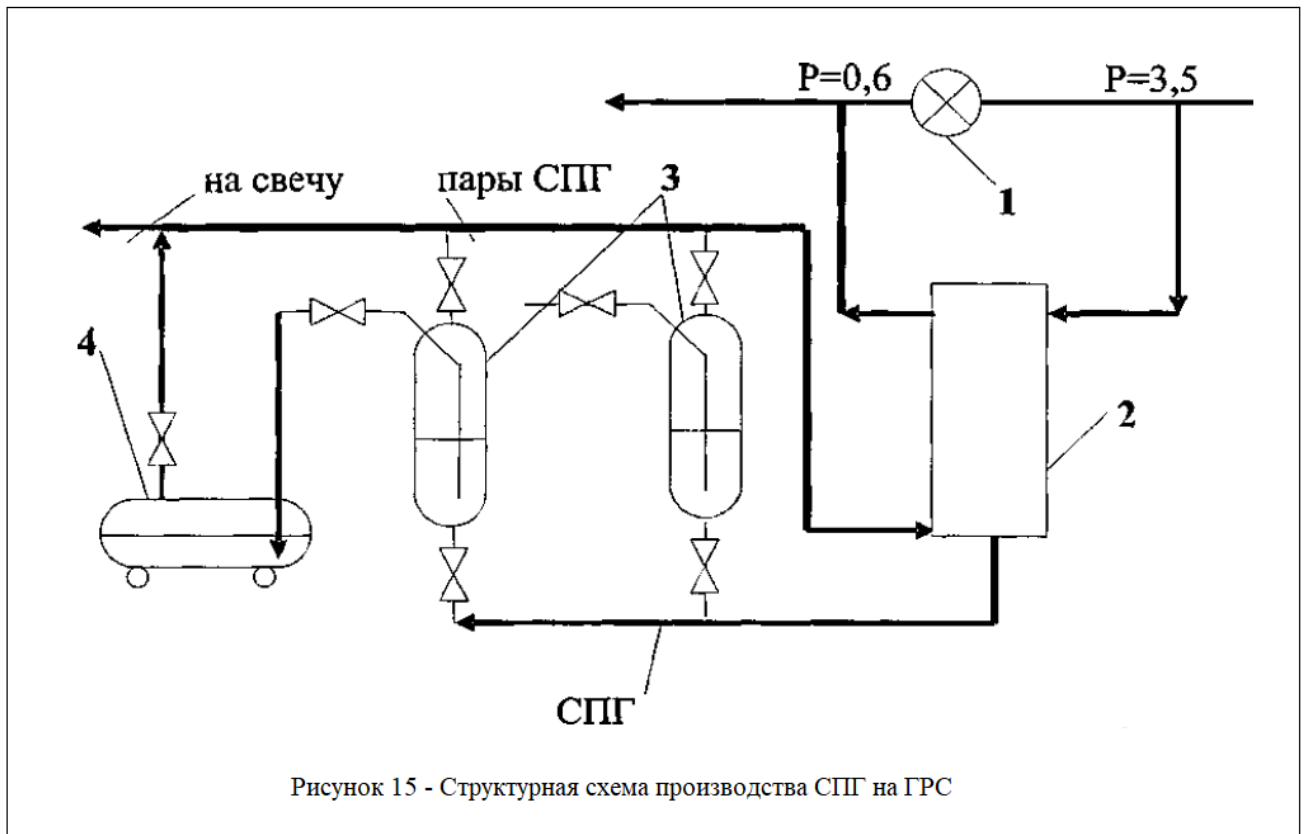 P=0,6
P=3,5
1
на свечу
пары СПГ
3
4
2
СПГ
Рисунок 15 - Структурная схема производства СПГ на ГРС